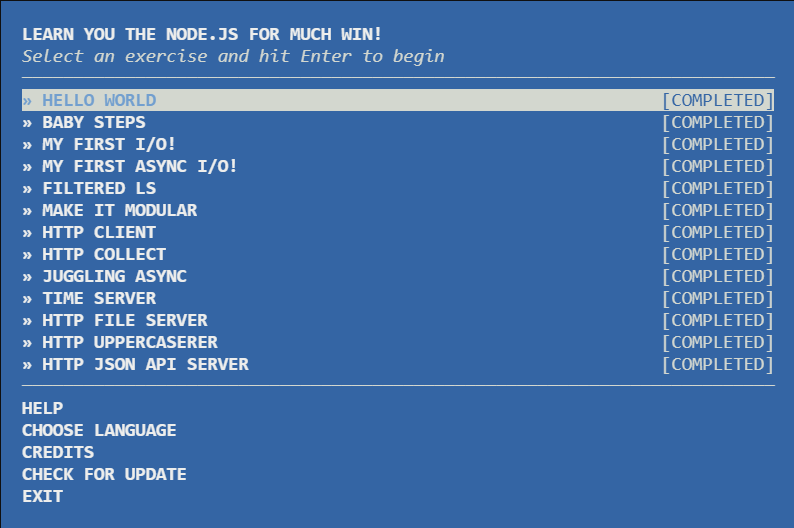 LEARN YOU THE NODE.JS FOR MUCH WIN!
Select an exercise and hit Enter to begin
» HELLO WORLD [COMPLETED]
» BABY STEPS [COMPLETED]
» MY FIRST I/O! [COMPLETED]
» MY FIRST ASYNC I/O! [COMPLETED]
» FILTERED LS [COMPLETED]
» MAKE IT MODULAR [COMPLETED]
» HTTP CLIENT [COMPLETED]
» HTTP COLLECT [COMPLETED]
» JUGGLING ASYNC [COMPLETED]
» TIME SERVER [COMPLETED]
» HTTP FILE SERVER [COMPLETED]
» HTTP UPPERCASERER [COMPLETED]
» HTTP JSON API SERVER [COMPLETED]
HELP
CHOOSE LANGUAGE
CREDITS
CHECK FOR UPDATE
EXIT